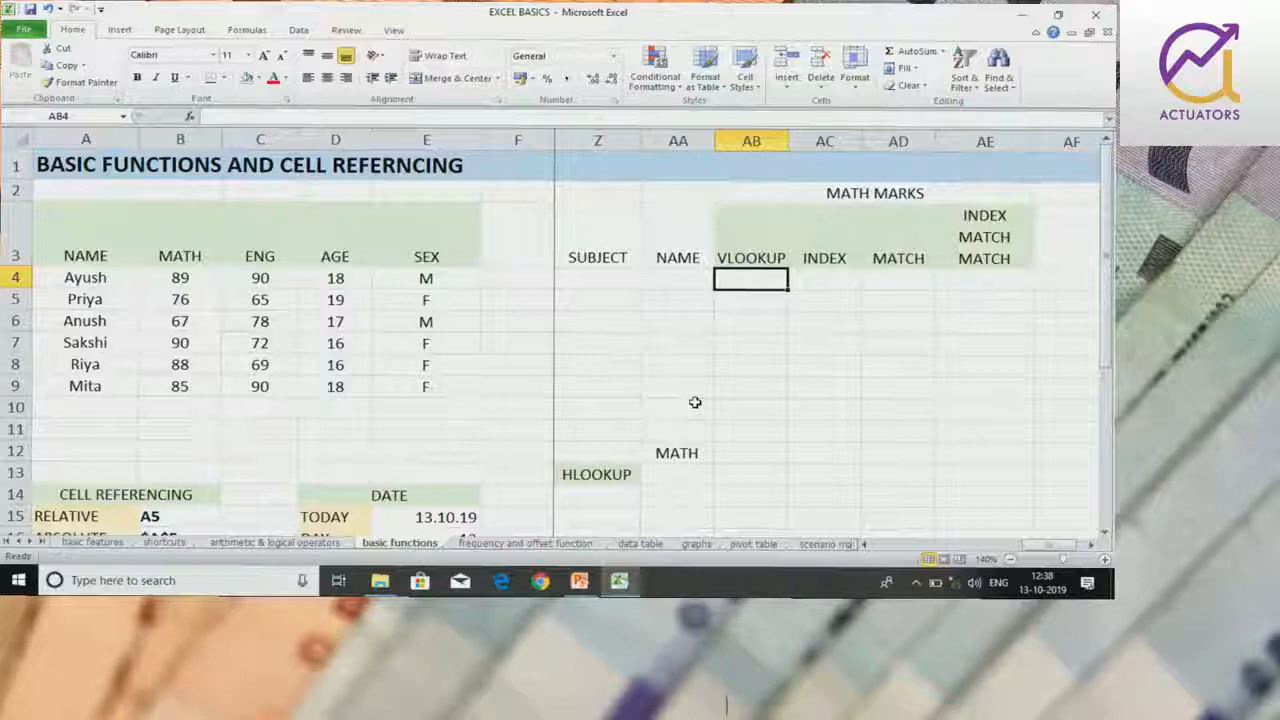 EXCEL BASICS - Microsoft Excel
File Home Insert Page Layout Formulas Data Review View
Paste Cut Copy Format Painter Clipboard
Calibri 11 B I U Font
Wrap Text Merge & Center Alignment
General % Number
Conditional Formatting Format as Table Cell Styles Styles
Insert Delete Format Cells
AutoSum Fill Clear Sort & Filter Find & Select Editing
ACTUATORS
AB4 fx
A B C D E F Z AA AB AC AD AE AF
1 BASIC FUNCTIONS AND CELL REFERNCING
2 MATH MARKS
3 NAME MATH ENG AGE SEX SUBJECT NAME VLOOKUP INDEX MATCH INDEX MATCH MATCH
4 Ayush 89 90 18 M
5 Priya 76 65 19 F
6 Anush 67 78 17 M
7 Sakshi 90 72 16 F
8 Riya 88 69 16 F
9 Mita 85 90 18 F
10
11
12 MATH
13 HLOOKUP
14 CELL REFERENCING DATE
15 RELATIVE A5 TODAY 13.10.19
basic features shortcuts arithmetic & logical operators basic functions frequency and offset function data table graphs pivot table scenario
Ready 140%
Type here to search ENG 12:38
13-10-2019